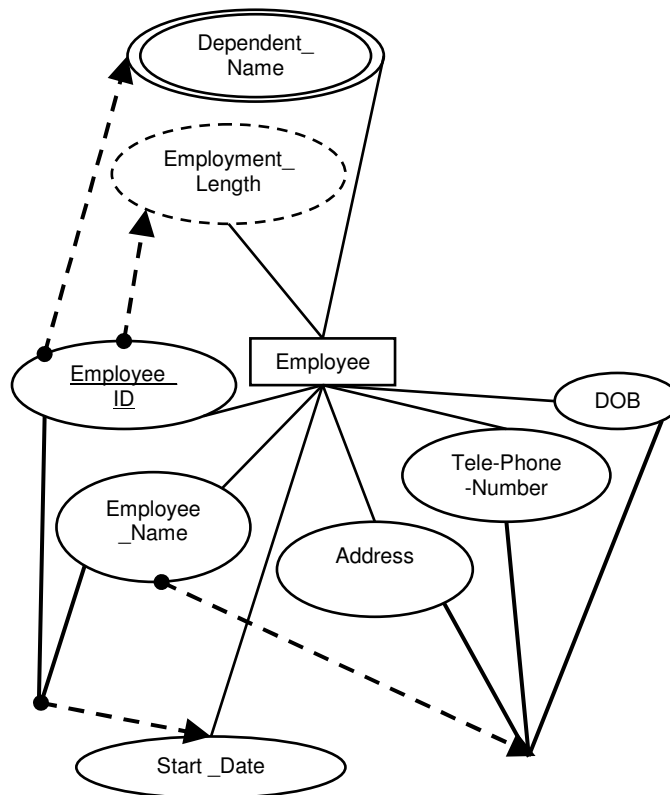 Dependent_
Name
Employment_
Length
Employee
Employee_
ID
DOB
Tele-Phone
-Number
Employee
_Name
Address
Start _Date